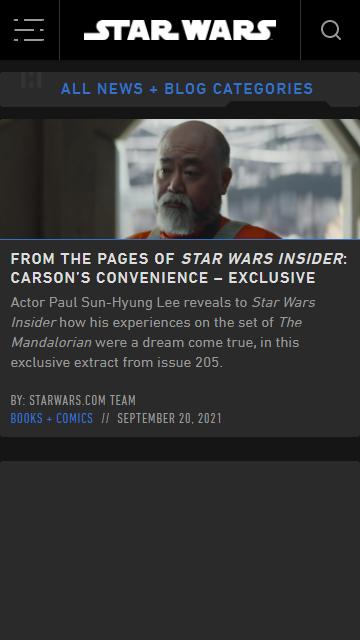 STAR WARS
ALL NEWS + BLOG CATEGORIES
FROM THE PAGES OF STAR WARS INSIDER:
CARSON'S CONVENIENCE – EXCLUSIVE
Actor Paul Sun-Hyung Lee reveals to Star Wars
Insider how his experiences on the set of The
Mandalorian were a dream come true, in this
exclusive extract from issue 205.
BY: STARWARS.COM TEAM
BOOKS + COMICS // SEPTEMBER 20, 2021